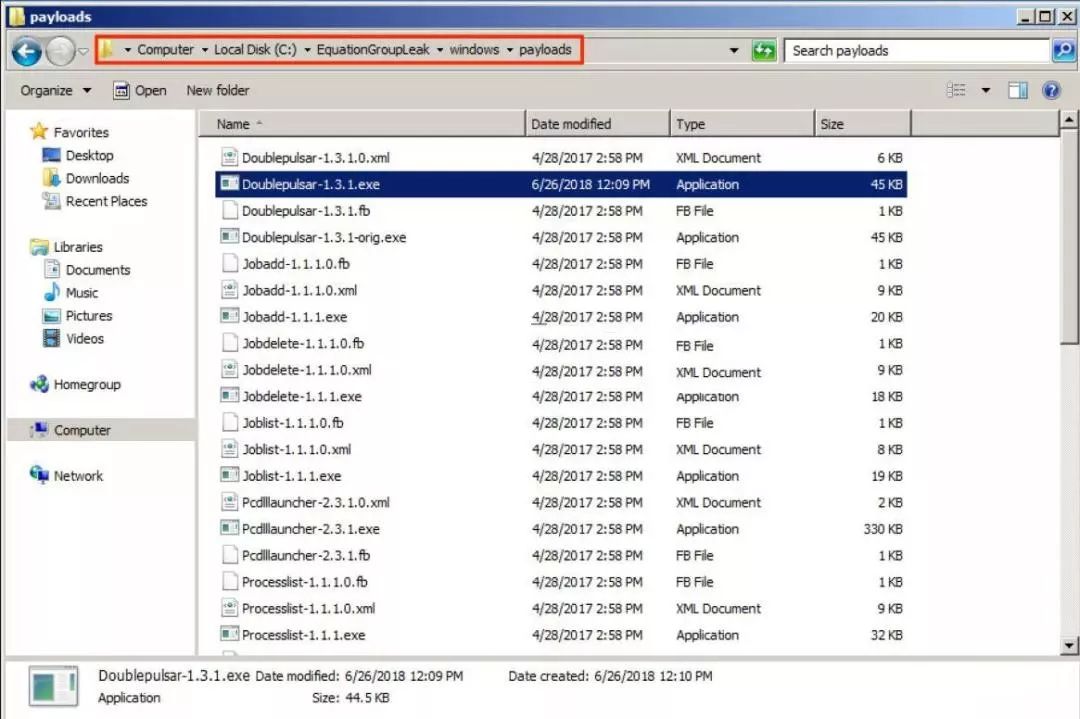 payloads
Computer Local Disk (C:) EquationGroupLeak windows payloads Search payloads
Organize Open New folder
Favorites
Desktop
Downloads
Recent Places
Libraries
Documents
Music
Pictures
Videos
Homegroup
Computer
Network
Name Date modified Type Size
Doublepulsar-1.3.1.0.xml 4/28/2017 2:58 PM XML Document 6 KB
Doublepulsar-1.3.1.exe 6/26/2018 12:09 PM Application 45 KB
Doublepulsar-1.3.1.fb 4/28/2017 2:58 PM FB File 1 KB
Doublepulsar-1.3.1-orig.exe 4/28/2017 2:58 PM Application 45 KB
Jobadd-1.1.1.0.fb 4/28/2017 2:58 PM FB File 1 KB
Jobadd-1.1.1.0.xml 4/28/2017 2:58 PM XML Document 9 KB
Jobadd-1.1.1.exe 4/28/2017 2:58 PM Application 20 KB
Jobdelete-1.1.1.0.fb 4/28/2017 2:58 PM FB File 1 KB
Jobdelete-1.1.1.0.xml 4/28/2017 2:58 PM XML Document 9 KB
Jobdelete-1.1.1.exe 4/28/2017 2:58 PM Application 18 KB
Joblist-1.1.1.0.fb 4/28/2017 2:58 PM FB File 1 KB
Joblist-1.1.1.0.xml 4/28/2017 2:58 PM XML Document 8 KB
Joblist-1.1.1.exe 4/28/2017 2:58 PM Application 19 KB
Pcdlllauncher-2.3.1.0.xml 4/28/2017 2:58 PM XML Document 2 KB
Pcdlllauncher-2.3.1.exe 4/28/2017 2:58 PM Application 330 KB
Pcdlllauncher-2.3.1.fb 4/28/2017 2:58 PM FB File 1 KB
Processlist-1.1.1.0.fb 4/28/2017 2:58 PM FB File 1 KB
Processlist-1.1.1.0.xml 4/28/2017 2:58 PM XML Document 9 KB
Processlist-1.1.1.exe 4/28/2017 2:58 PM Application 32 KB
Doublepulsar-1.3.1.exe Date modified: 6/26/2018 12:09 PM Date created: 6/26/2018 12:10 PM
Application Size: 44.5 KB